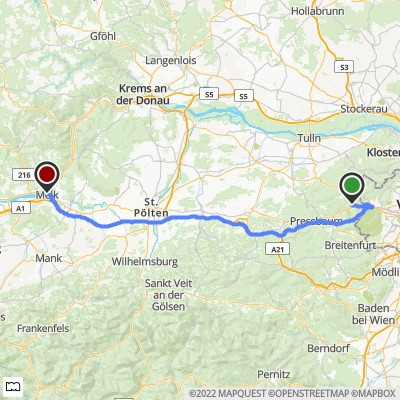 Hollabrunn
Gföhl
Langenlois
S3
Krems an
der Donau
S5
S5
Stockerau
Tulln
Kloster
216
Melk
A1
St.
Pölten
Pressbaum
Breitenfurt
A21
Mank
Wilhelmsburg
Mödli
Sankt Veit
an der
Gölsen
Baden
bei Wien
Frankenfels
Berndorf
Pernitz
©2022 MAPQUEST ©OPENSTREETMAP ©MAPBOX